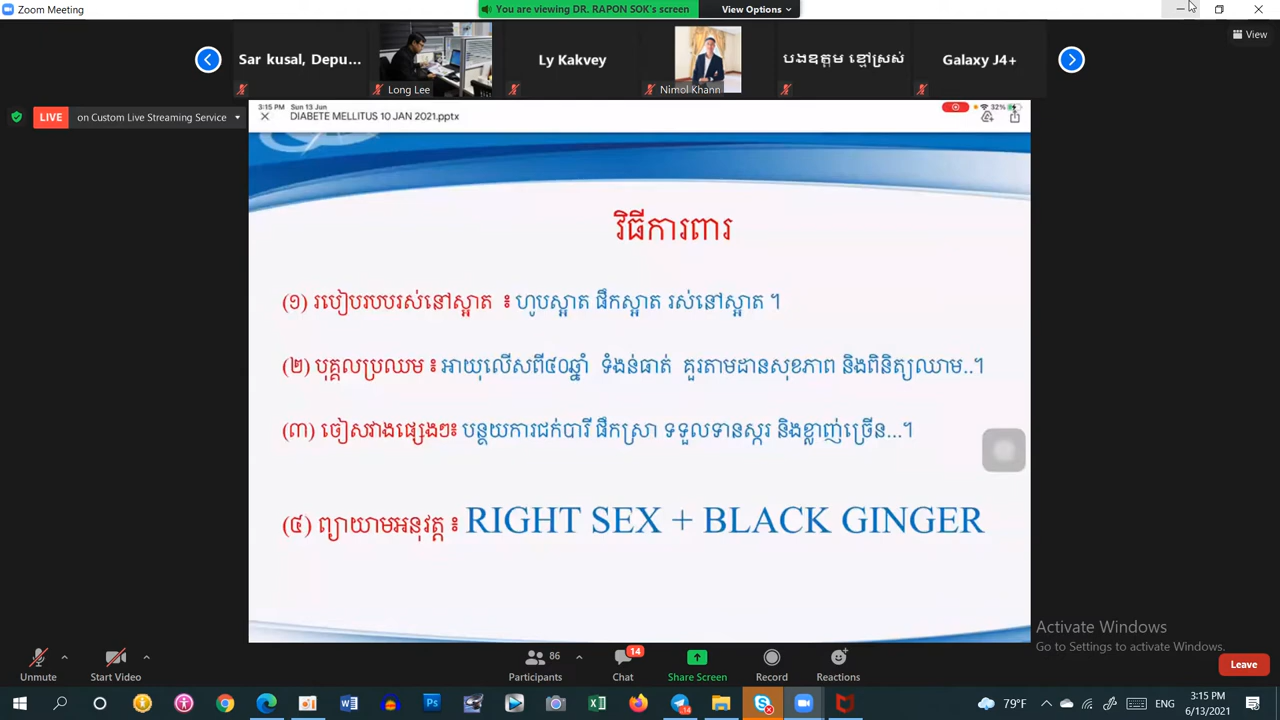 Zoom Meeting
You are viewing DR. RAPON SOK's screen
View Options
View
Sar kusal, Depu...
Long Lee
Ly Kakvey
Nimol Khann
បងឧត្តម ខ្មៅស្រស់
Galaxy J4+
LIVE on Custom Live Streaming Service
3:15 PM Sun 13 Jun
32%
DIABETE MELLITUS 10 JAN 2021.pptx
វិធីការពារ
(១) របៀបរបបរស់នៅស្អាត ៖ ហូបស្អាត ផឹកស្អាត រស់នៅស្អាត ។
(២) បុគ្គលប្រឈម ៖ អាយុលើសពី៤០ឆ្នាំ ទំងន់ធាត់ គួរតាមដានសុខភាព និងពិនិត្យឈាម..។
(៣) ចៀសវាងផ្សេងៗ៖ បន្ថយការជក់បារី ផឹកស្រា ទទួលទានស្ករ និងខ្លាញ់ច្រើន...។
(៤) ព្យាយាមអនុវត្ត ៖ RIGHT SEX + BLACK GINGER
Activate Windows
Go to Settings to activate Windows.
Unmute
Start Video
86
Participants
14
Chat
Share Screen
Record
Reactions
Leave
79°F
ENG
3:15 PM
6/13/2021